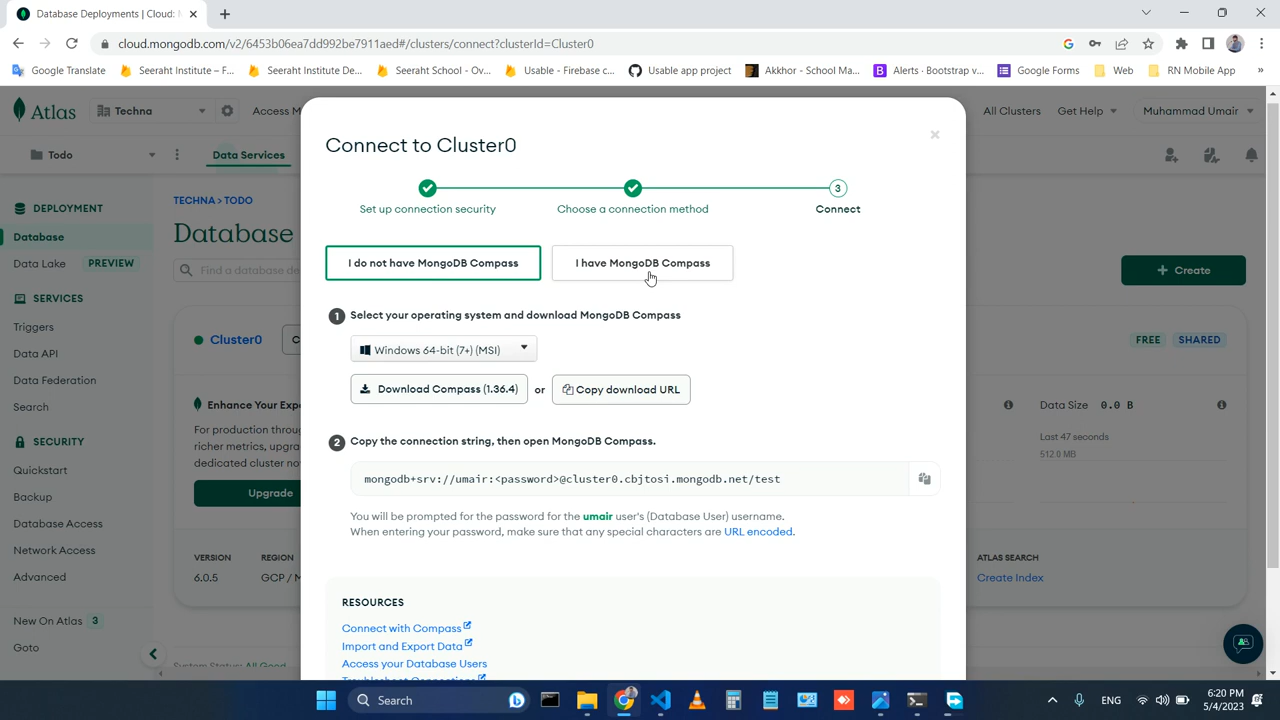 Database Deployments | Cloud: M
cloud.mongodb.com/v2/6453b06ea7dd992be7911aed#/clusters/connect?clusterId=Cluster0
Google Translate
Seeraht Institute – F...
Seeraht Institute De...
Seeraht School - Ov...
Usable - Firebase c...
Usable app project
Akkhor - School Ma...
Alerts · Bootstrap v...
Google Forms
Web
RN Mobile App
»
Atlas
Techna
Access M
All Clusters
Get Help
Muhammad Umair
Todo
Data Services
DEPLOYMENT
Database
Data Lake
PREVIEW
SERVICES
Triggers
Data API
Data Federation
Search
SECURITY
Quickstart
Backup
Database Access
Network Access
Advanced
New On Atlas 3
Goto
TECHNA > TODO
Database
Find a database de
+ Create
Cluster0
C
FREE
SHARED
Enhance Your Expe
For production throu
richer metrics, upgra
dedicated cluster no
Upgrade
Data Size 0.0 B
Last 47 seconds
512.0 MB
VERSION
6.0.5
REGION
GCP / M
ATLAS SEARCH
Create Index
System Status: All Good
Connect to Cluster0
3
Set up connection security
Choose a connection method
Connect
I do not have MongoDB Compass
I have MongoDB Compass
1 Select your operating system and download MongoDB Compass
Windows 64-bit (7+) (MSI)
Download Compass (1.36.4) or Copy download URL
2 Copy the connection string, then open MongoDB Compass.
mongodb+srv://umair:<password>@cluster0.cbjtosi.mongodb.net/test
You will be prompted for the password for the umair user's (Database User) username.
When entering your password, make sure that any special characters are URL encoded.
RESOURCES
Connect with Compass
Import and Export Data
Access your Database Users
Troubleshoot Connections
Search
ENG
6:20 PM
5/4/2023